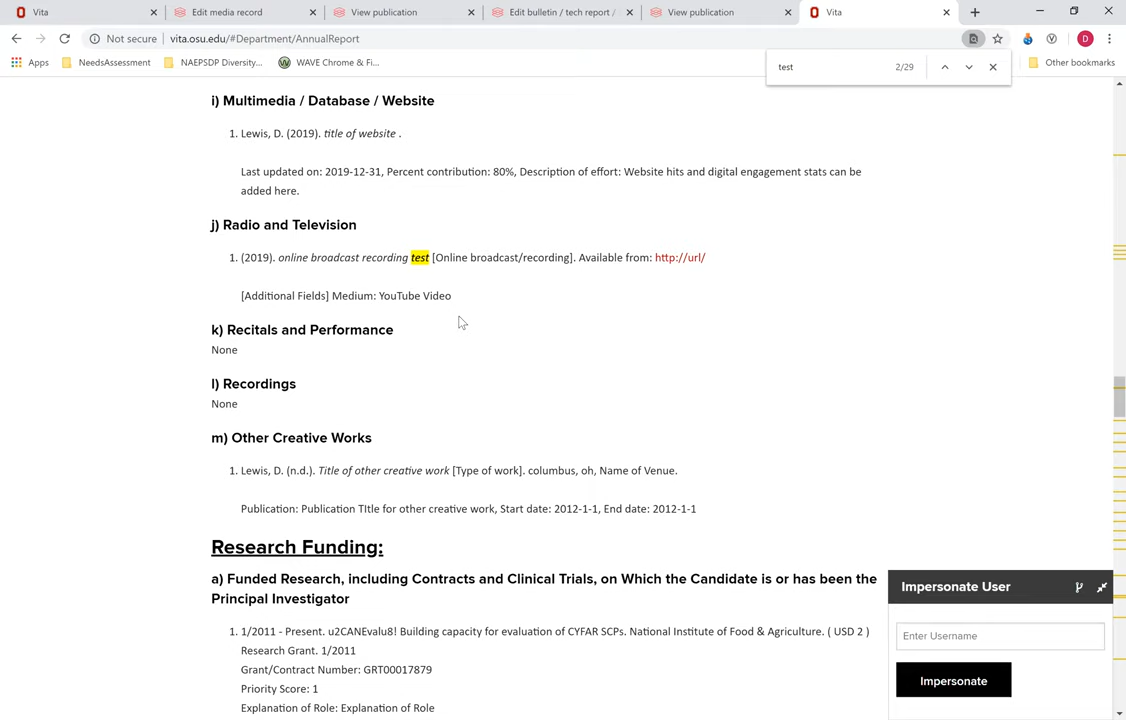 Vita
Edit media record
View publication
Edit bulletin / tech report /
View publication
Vita
Not secure
vita.osu.edu/#Department/AnnualReport
D
Apps
NeedsAssessment
NAEPSDP Diversity...
WAVE Chrome & Fi...
Other bookmarks
test
2/29
i) Multimedia / Database / Website
1. Lewis, D. (2019). title of website .
Last updated on: 2019-12-31, Percent contribution: 80%, Description of effort: Website hits and digital engagement stats can be
added here.
j) Radio and Television
1. (2019). online broadcast recording test [Online broadcast/recording]. Available from: http://url/
[Additional Fields] Medium: YouTube Video
k) Recitals and Performance
None
l) Recordings
None
m) Other Creative Works
1. Lewis, D. (n.d.). Title of other creative work [Type of work]. columbus, oh, Name of Venue.
Publication: Publication TItle for other creative work, Start date: 2012-1-1, End date: 2012-1-1
Research Funding:
a) Funded Research, including Contracts and Clinical Trials, on Which the Candidate is or has been the
Principal Investigator
1. 1/2011 - Present. u2CANEvalu8! Building capacity for evaluation of CYFAR SCPs. National Institute of Food & Agriculture. ( USD 2 )
Research Grant. 1/2011
Grant/Contract Number: GRT00017879
Priority Score: 1
Explanation of Role: Explanation of Role
Impersonate User
Enter Username
Impersonate